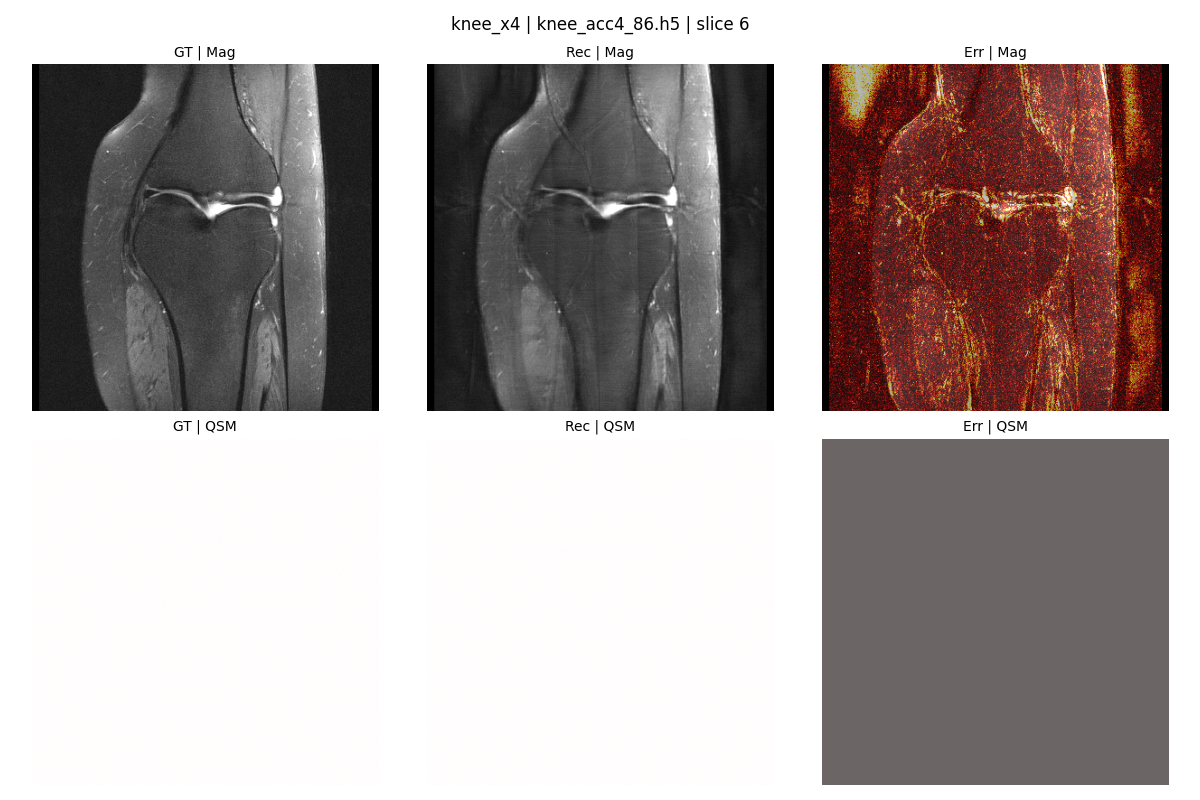 knee_x4 | knee_acc4_86.h5 | slice 6
GT | Mag
Rec | Mag
Err | Mag
GT | QSM
Rec | QSM
Err | QSM